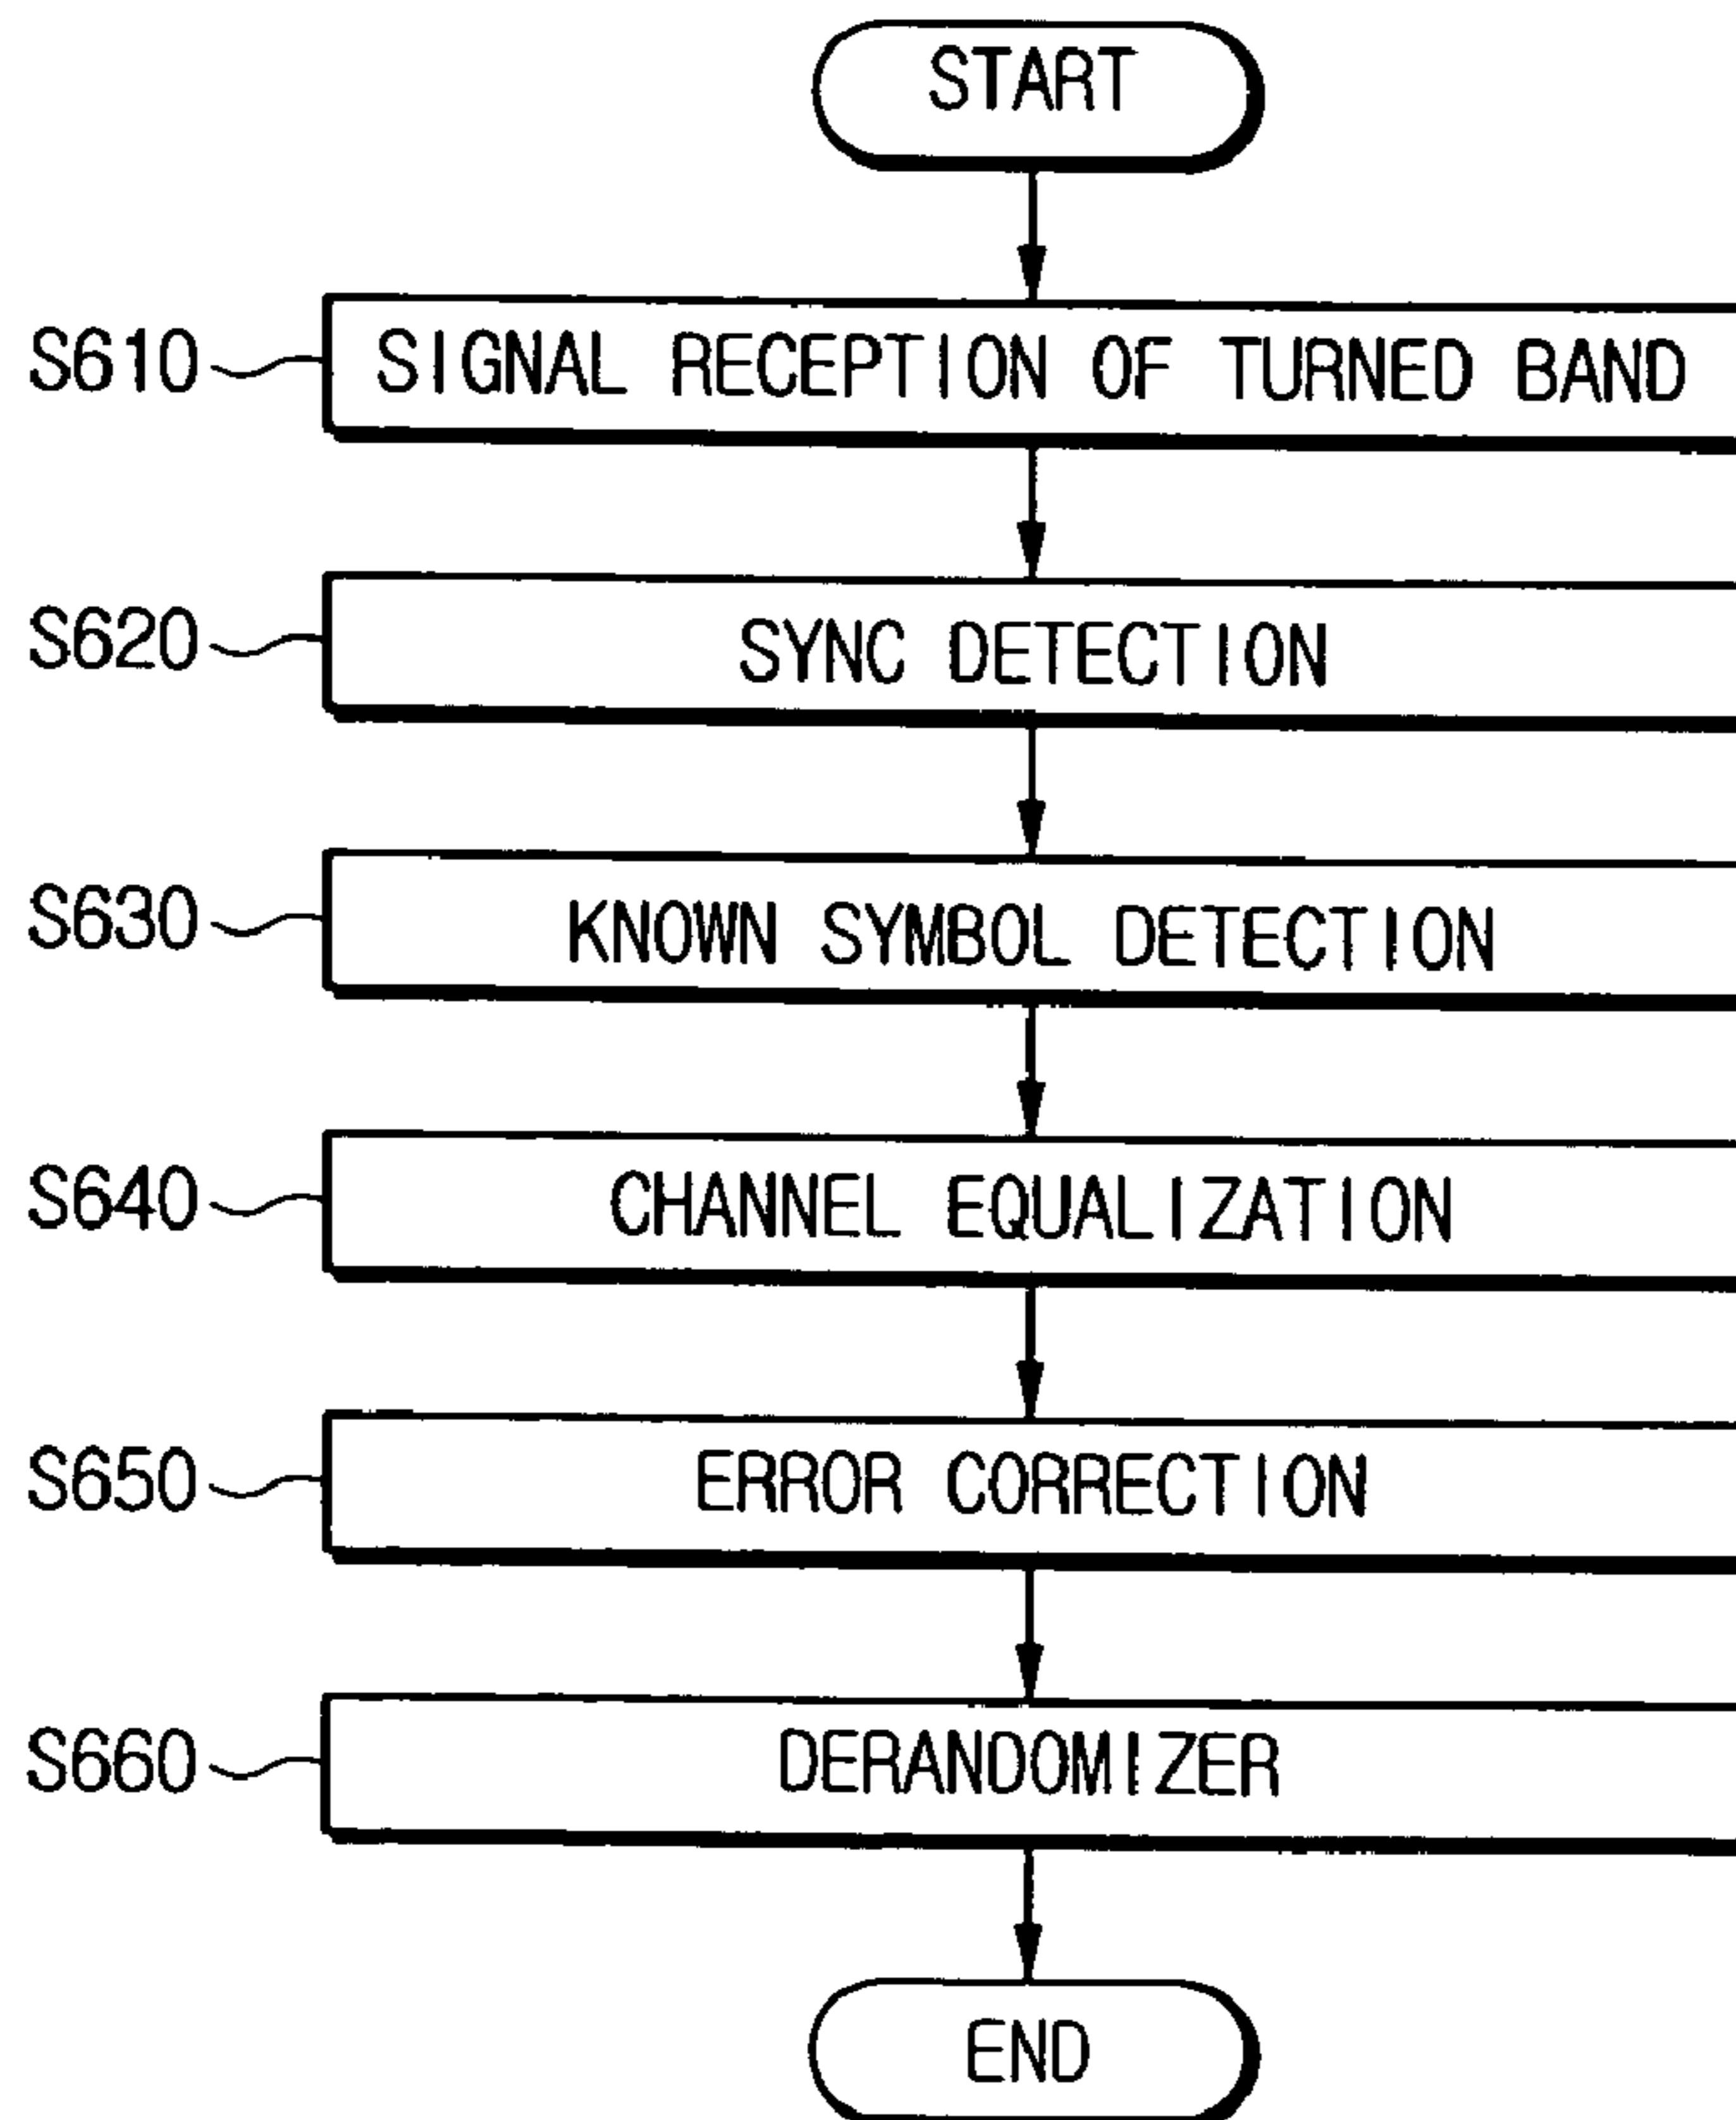 START
S610 SIGNAL RECEPTION OF TURNED BAND
S620 SYNC DETECTION
S630 KNOWN SYMBOL DETECTION
S640 CHANNEL EQUALIZATION
S650 ERROR CORRECTION
S660 DERANDOMIZER
END